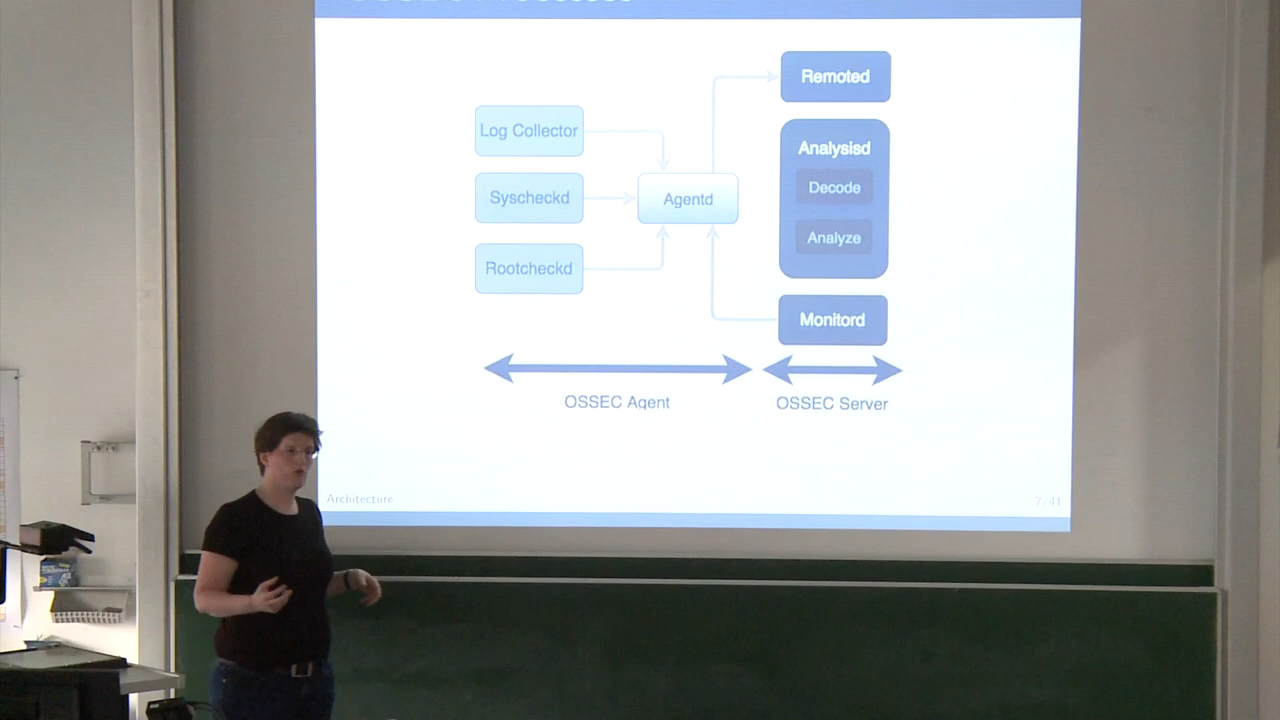 Log Collector
Syscheckd
Rootcheckd
Agentd
Remoted
Analysisd
Decode
Analyze
Monitord
OSSEC Agent
OSSEC Server
Architecture
7/41